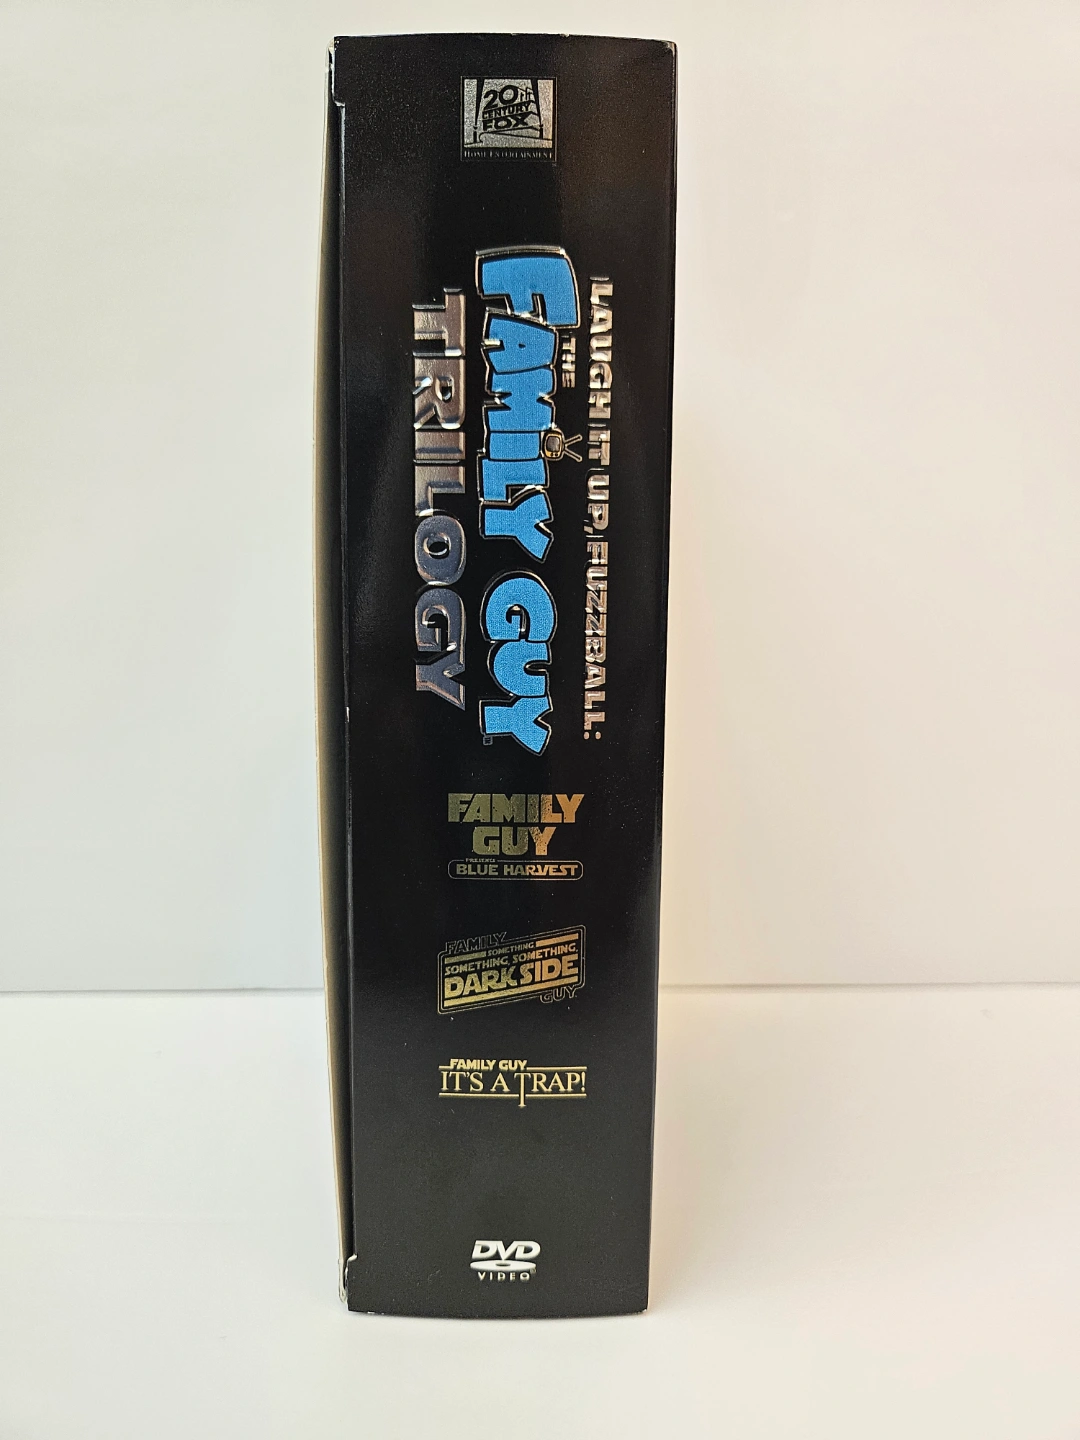 20
CENTURY
FOX
HOME ENTERTAINMENT
LAUGH IT UP, FUZZBALL:
THE
FAMILY GUY®
TRILOGY
FAMILY
GUY
PRESENTS
BLUE HARVEST
FAMILY
SOMETHING
SOMETHING, SOMETHING,
DARK SIDE
GUY
FAMILY GUY
IT'S A TRAP!
DVD
VIDEO